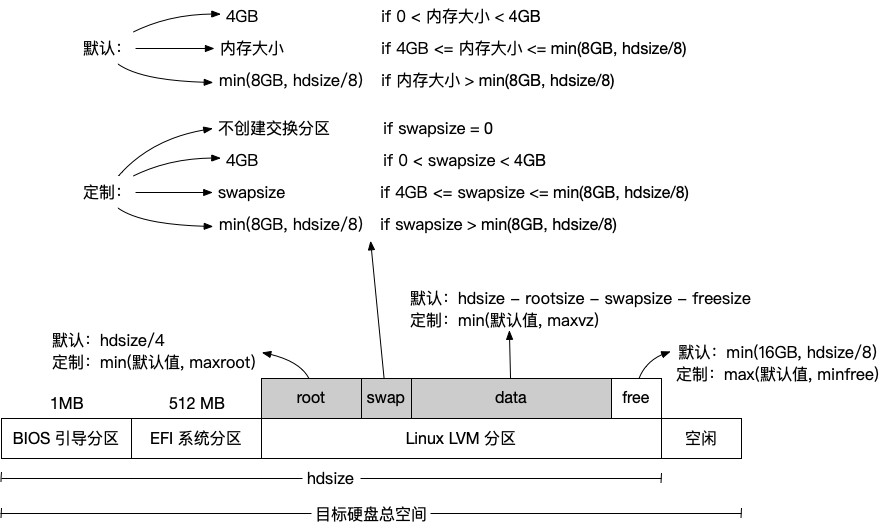 4GB if 0 < 内存大小 < 4GB
默认： 内存大小 if 4GB <= 内存大小 <= min(8GB, hdsize/8)
min(8GB, hdsize/8) if 内存大小 > min(8GB, hdsize/8)
不创建交换分区 if swapsize = 0
4GB if 0 < swapsize < 4GB
定制： swapsize if 4GB <= swapsize <= min(8GB, hdsize/8)
min(8GB, hdsize/8) if swapsize > min(8GB, hdsize/8)
默认：hdsize – rootsize – swapsize – freesize
定制：min(默认值, maxvz)
默认：hdsize/4
定制：min(默认值, maxroot)
默认：min(16GB, hdsize/8)
定制：max(默认值, minfree)
1MB 512 MB root swap data free
BIOS 引导分区 EFI 系统分区 Linux LVM 分区 空闲
hdsize
目标硬盘总空间